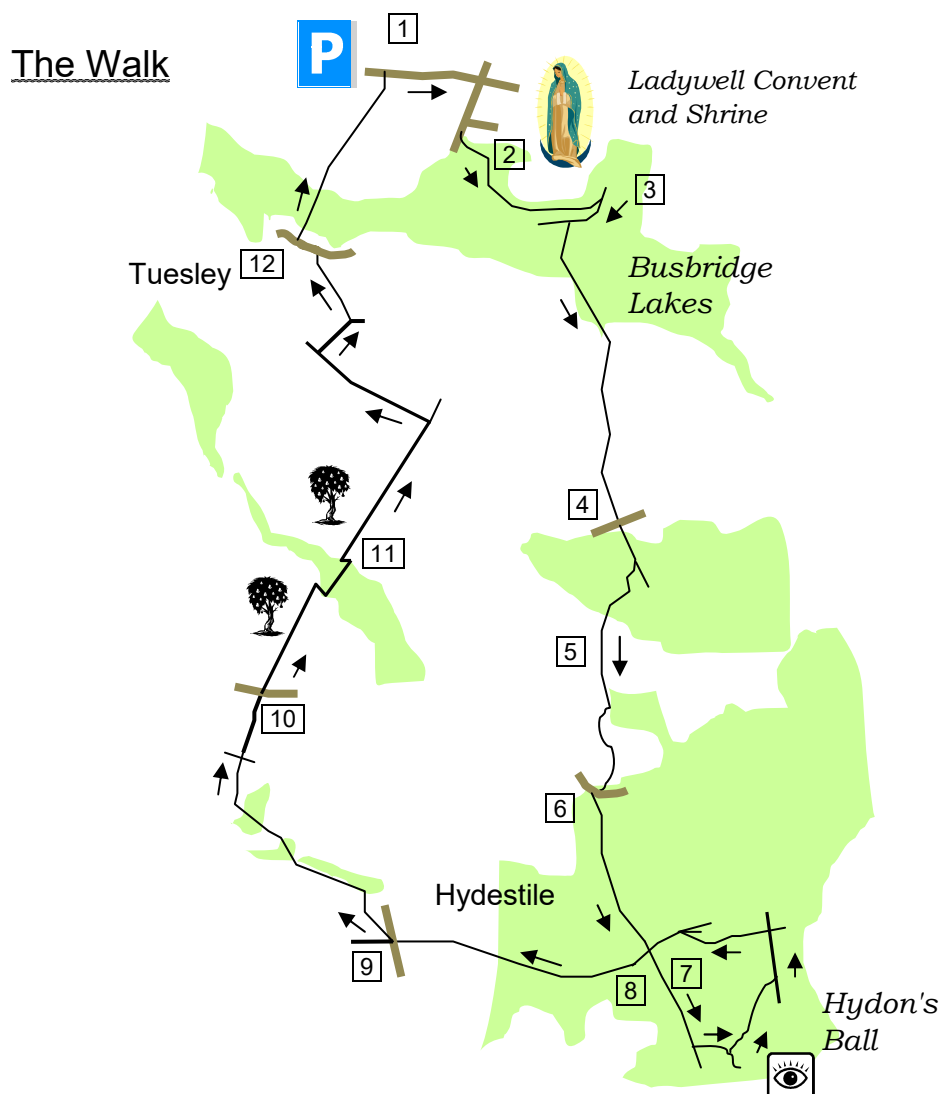 The Walk
P
1
Ladywell Convent
and Shrine
2
3
12
Tuesley
Busbridge
Lakes
4
11
5
10
6
Hydestile
9
8
7
Hydon's
Ball